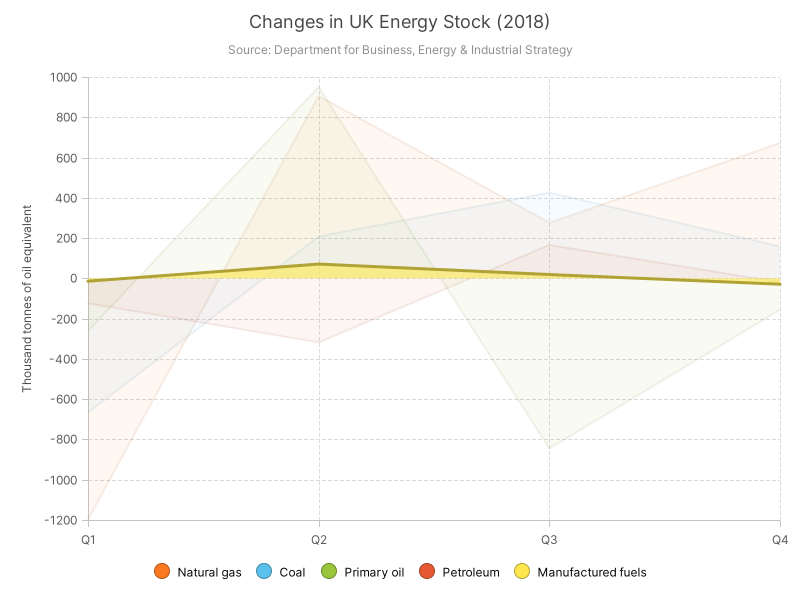 Changes in UK Energy Stock (2018)
Source: Department for Business, Energy & Industrial Strategy
Thousand tonnes of oil equivalent
1000
800
600
400
200
0
-200
-400
-600
-800
-1000
-1200
Q1 Q2 Q3 Q4
Natural gas Coal Primary oil Petroleum Manufactured fuels